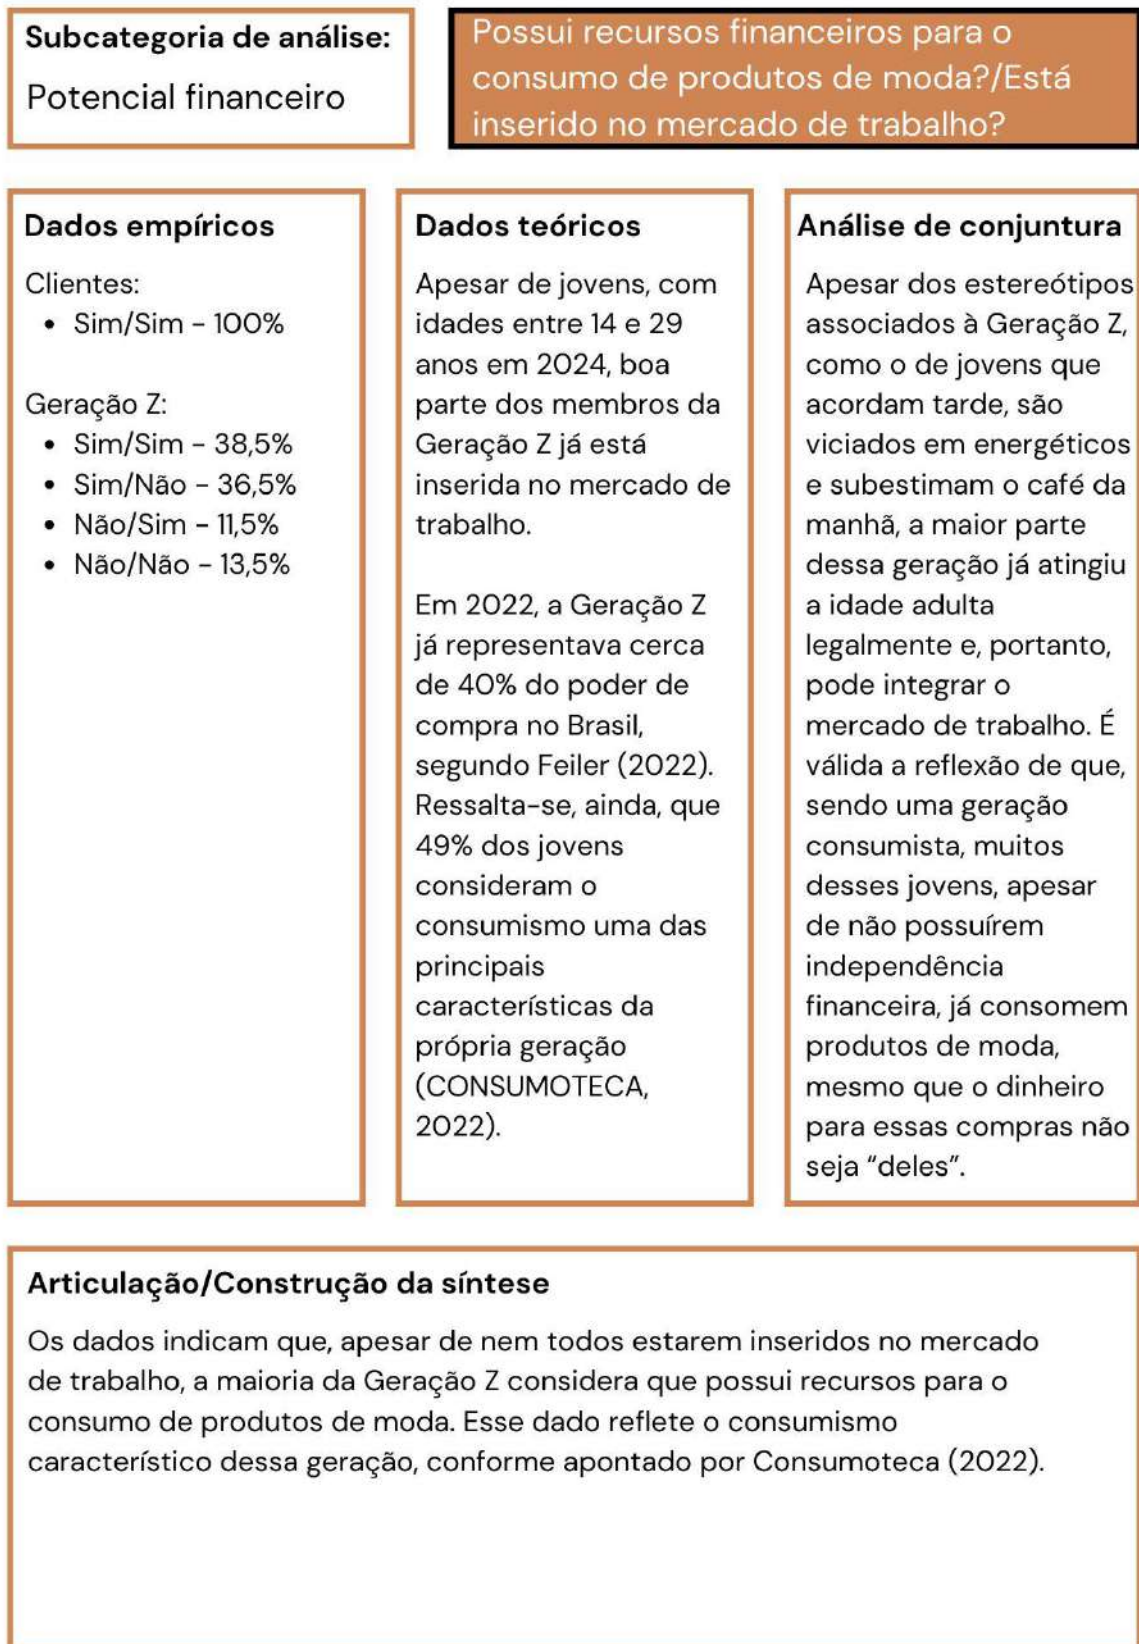 Subcategoria de análise:
Potencial financeiro
Possui recursos financeiros para o
consumo de produtos de moda?/Está
inserido no mercado de trabalho?
Dados empíricos
Clientes:
• Sim/Sim – 100%
Geração Z:
• Sim/Sim – 38,5%
• Sim/Não – 36,5%
• Não/Sim – 11,5%
• Não/Não – 13,5%
Dados teóricos
Apesar de jovens, com
idades entre 14 e 29
anos em 2024, boa
parte dos membros da
Geração Z já está
inserida no mercado de
trabalho.
Em 2022, a Geração Z
já representava cerca
de 40% do poder de
compra no Brasil,
segundo Feiler (2022).
Ressalta-se, ainda, que
49% dos jovens
consideram o
consumismo uma das
principais
características da
própria geração
(CONSUMOTECA,
2022).
Análise de conjuntura
Apesar dos estereótipos
associados à Geração Z,
como o de jovens que
acordam tarde, são
viciados em energéticos
e subestimam o café da
manhã, a maior parte
dessa geração já atingiu
a idade adulta
legalmente e, portanto,
pode integrar o
mercado de trabalho. É
válida a reflexão de que,
sendo uma geração
consumista, muitos
desses jovens, apesar
de não possuírem
independência
financeira, já consomem
produtos de moda,
mesmo que o dinheiro
para essas compras não
seja “deles”.
Articulação/Construção da síntese
Os dados indicam que, apesar de nem todos estarem inseridos no mercado
de trabalho, a maioria da Geração Z considera que possui recursos para o
consumo de produtos de moda. Esse dado reflete o consumismo
característico dessa geração, conforme apontado por Consumoteca (2022).